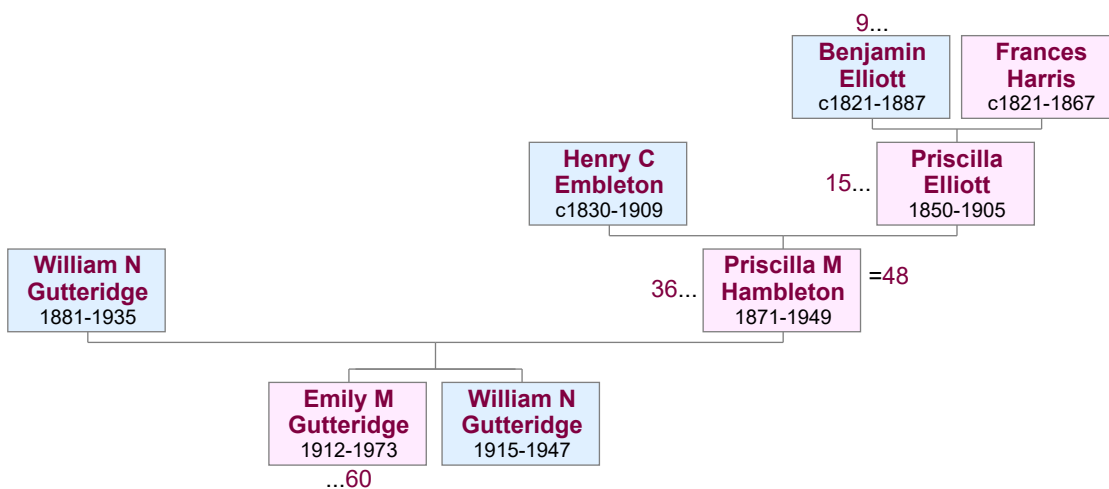 9...
Benjamin
Elliott
c1821-1887
Frances
Harris
c1821-1867
Henry C
Embleton
c1830-1909
15...
Priscilla
Elliott
1850-1905
William N
Gutteridge
1881-1935
36...
Priscilla M
Hambleton
1871-1949
=48
Emily M
Gutteridge
1912-1973
...60
William N
Gutteridge
1915-1947